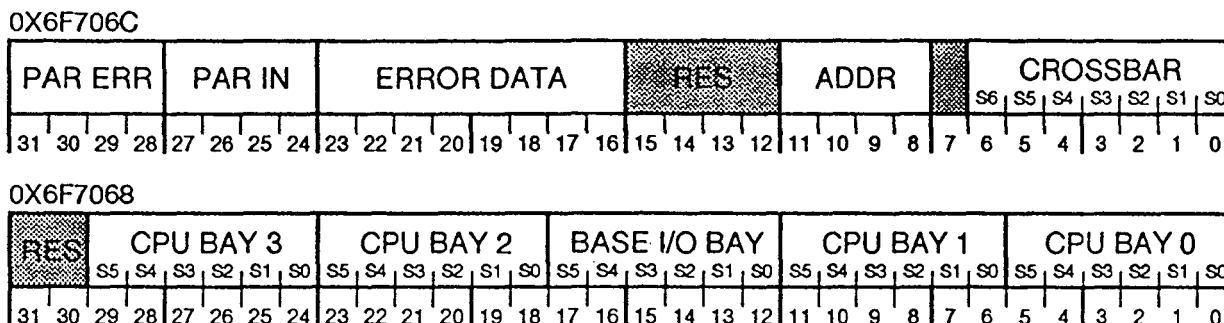 0X6F706C
PAR ERR PAR IN ERROR DATA RES ADDR CROSSBAR
S6 S5 S4 S3 S2 S1 S0
31 30 29 28 27 26 25 24 23 22 21 20 19 18 17 16 15 14 13 12 11 10 9 8 7 6 5 4 3 2 1 0
0X6F7068
RES CPU BAY 3 CPU BAY 2 BASE I/O BAY CPU BAY 1 CPU BAY 0
S5 S4 S3 S2 S1 S0 S5 S4 S3 S2 S1 S0 S5 S4 S3 S2 S1 S0 S5 S4 S3 S2 S1 S0 S5 S4 S3 S2 S1 S0
31 30 29 28 27 26 25 24 23 22 21 20 19 18 17 16 15 14 13 12 11 10 9 8 7 6 5 4 3 2 1 0